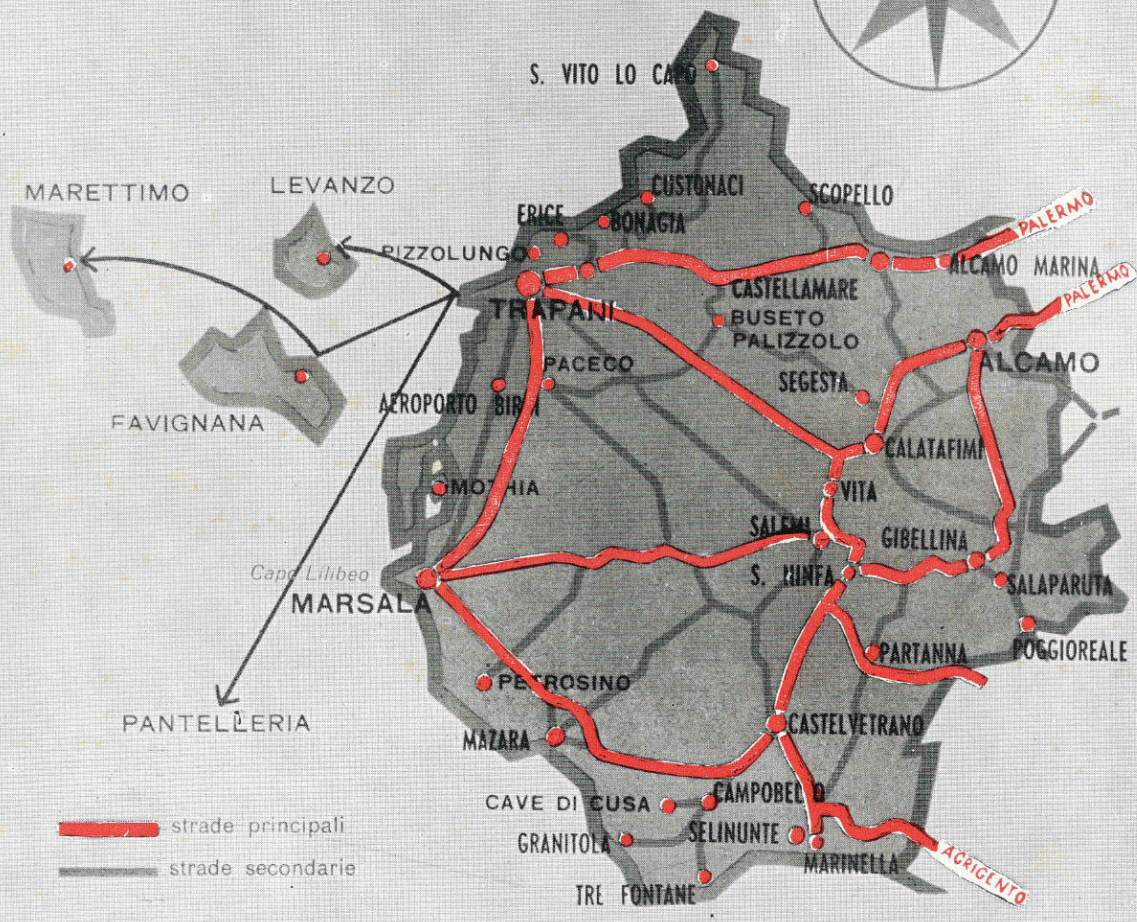 S. VITO LO CAPO
MARETTIMO
LEVANZO
CUSTONACI
SCOPELLO
ERICE
BONAGIA
PALERMO
PIZZOLUNGO
ALCAMO MARINA
CASTELLAMARE
PALERMO
TRAPANI
BUSETO
PALIZZOLO
ALCAMO
PACECO
SEGESTA
AEROPORTO BIRGI
FAVIGNANA
CALATAFIMI
MOTHIA
VITA
SALEMI
GIBELLINA
Capo Lilibeo
S. NINFA
SALAPARUTA
MARSALA
PARTANNA
POGGIOREALE
PETROSINO
PANTELLERIA
CASTELVETRANO
MAZARA
CAVE DI CUSA
CAMPOBELLO
strade principali
SELINUNTE
GRANITOLA
MARINELLA
strade secondarie
AGRIGENTO
TRE FONTANE